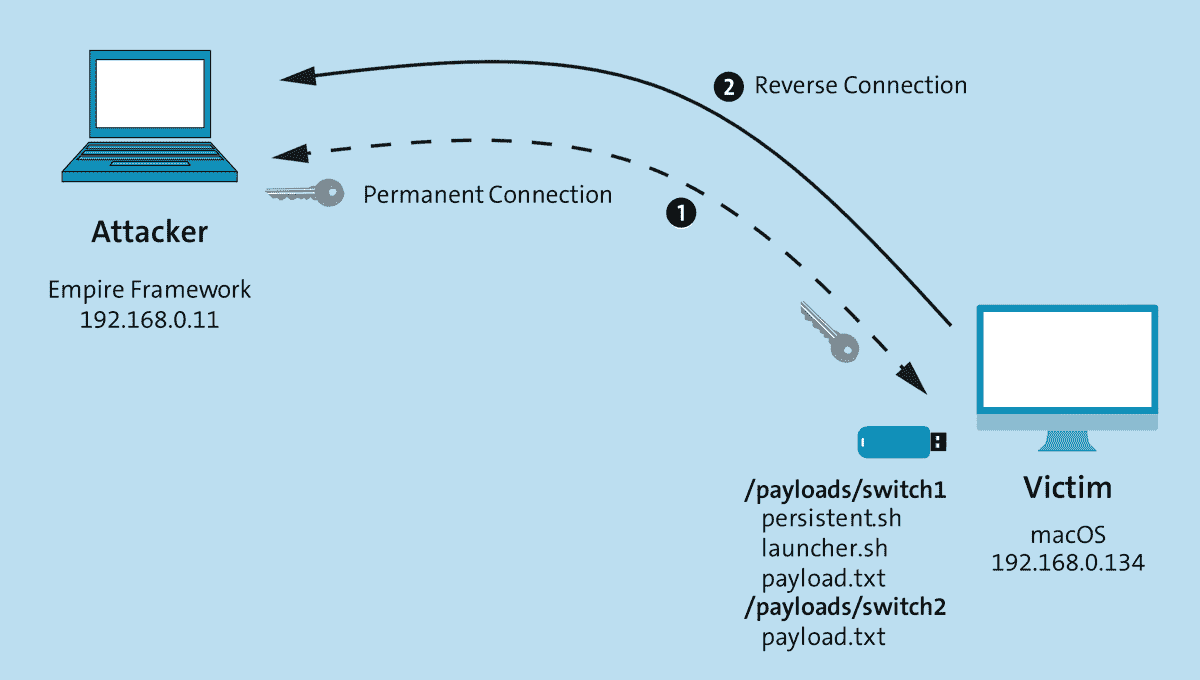 2 Reverse Connection
Permanent Connection
1
Attacker
Empire Framework
192.168.0.11
/payloads/switch1
persistent.sh
launcher.sh
payload.txt
/payloads/switch2
payload.txt
Victim
macOS
192.168.0.134